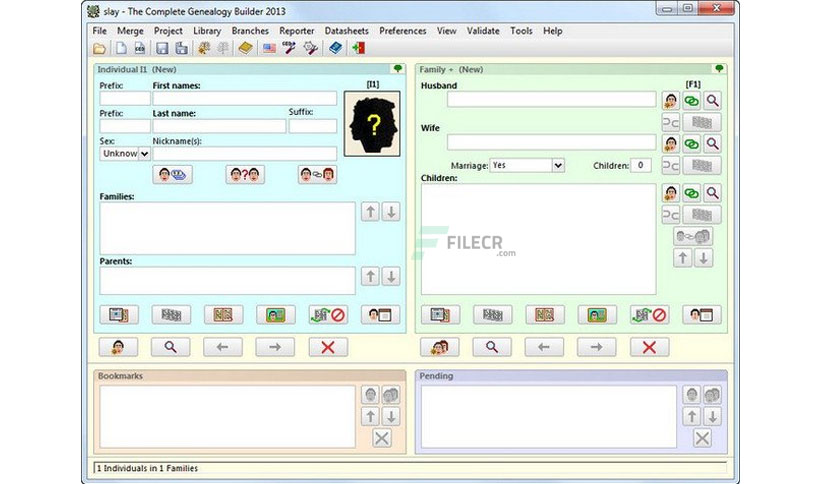 slay - The Complete Genealogy Builder 2013
File Merge Project Library Branches Reporter Datasheets Preferences View Validate Tools Help
Individual I1 (New)
Prefix: First names: [I1]
Prefix: Last name: Suffix:
Sex: Nickname(s):
Unknow
?
Families:
Parents:
Family + (New)
Husband [F1]
Wife
Marriage: Yes Children: 0
Children:
FILECR
.com
Bookmarks
Pending
1 Individuals in 1 Families